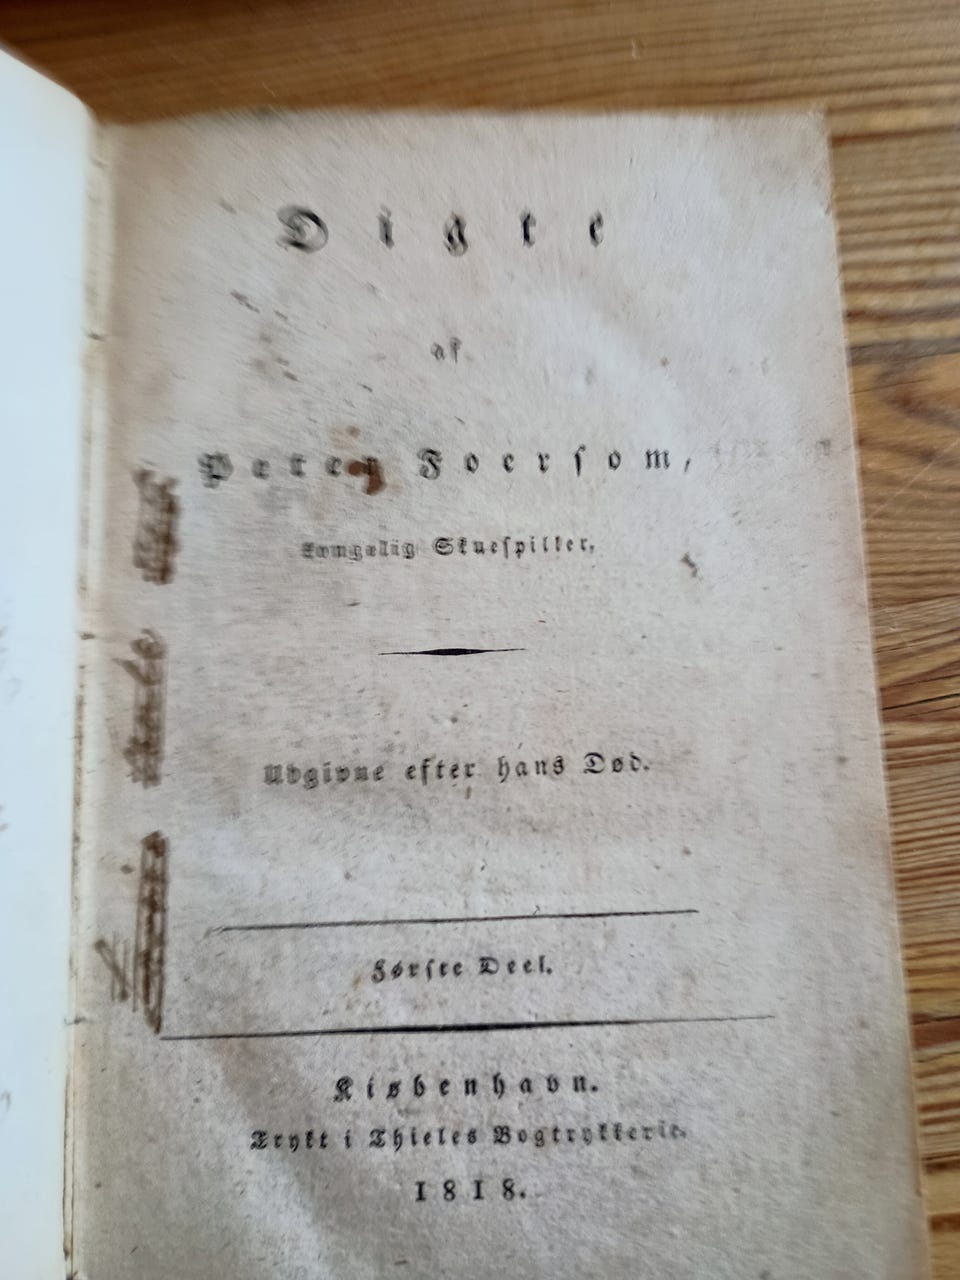 Digte
af
Peter Foersom,
kongelig Skuespiller.
Udgivne efter hans Død.
Første Deel.
Kiøbenhavn.
Trykt i Thieles Bogtrykkerie.
1818.